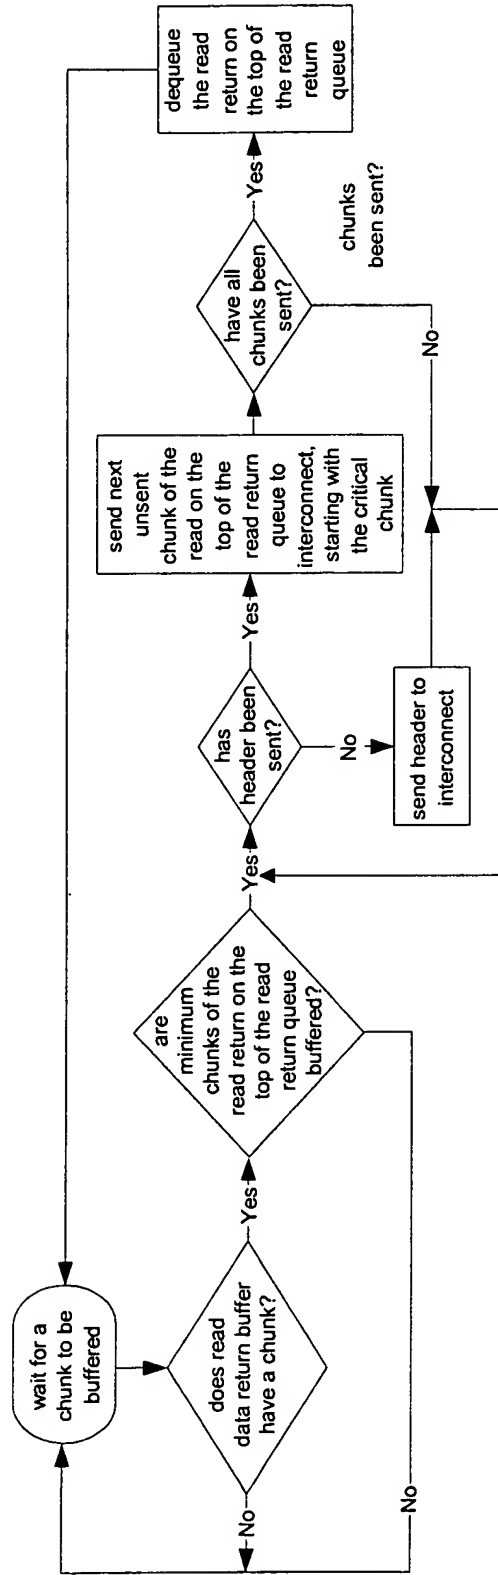 wait for a
chunk to be
buffered
does read
data return buffer
have a chunk?
No
Yes
are
minimum
chunks of the
read return on the
top of the read
return queue
buffered?
No
Yes
has
header been
sent?
No
send header to
interconnect
Yes
send next
unsent
chunk of the
read on the
top of the
read return
queue to
interconnect,
starting with
the critical
chunk
have all
chunks been
sent?
No
Yes
chunks
been sent?
dequeue
the read
return on
the top of
the read
return
queue